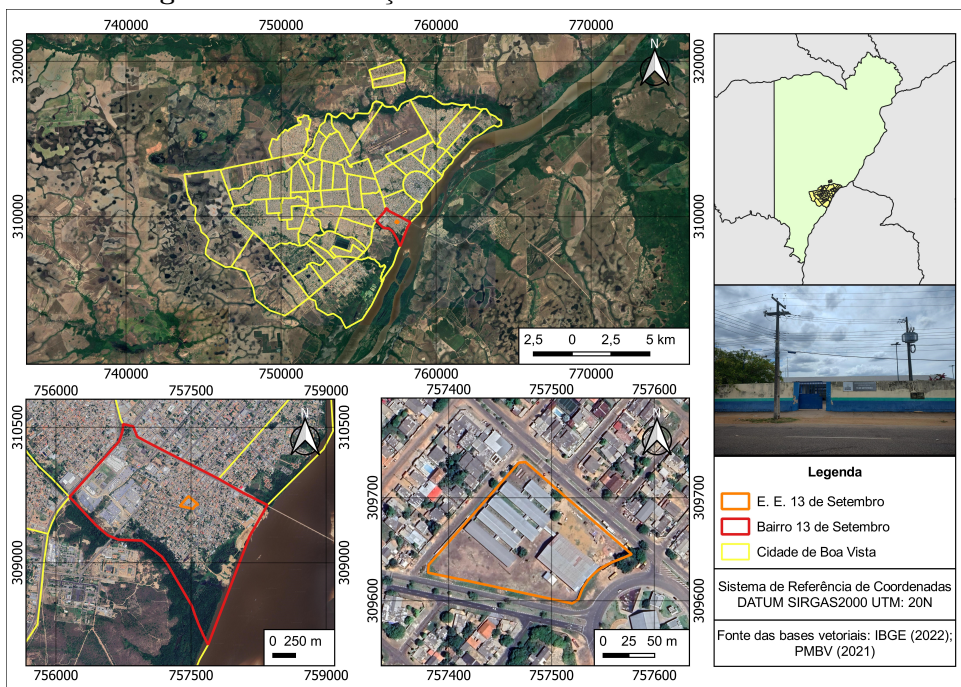 740000 750000 760000 770000
320000 320000
N
310000 310000
2,5 0 2,5 5 km
740000 750000 760000 770000
756000 757500 759000
310500 310500
N
309000 309000
0 250 m
756000 757500 759000
757400 757500 757600
N
309700 309700
309600 309600
0 25 50 m
757400 757500 757600
Legenda
E. E. 13 de Setembro
Bairro 13 de Setembro
Cidade de Boa Vista
Sistema de Referência de Coordenadas
DATUM SIRGAS2000 UTM: 20N
Fonte das bases vetoriais: IBGE (2022);
PMBV (2021)